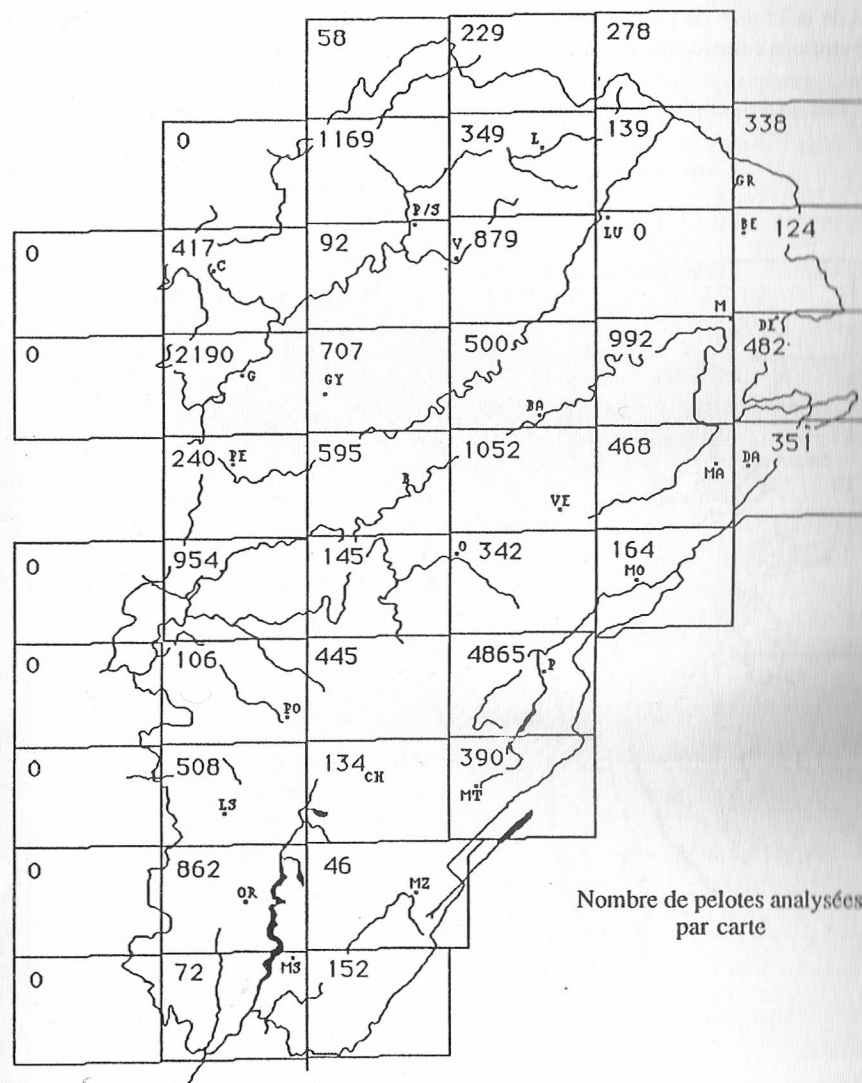 58 229 278
0 1169 349 139 338
L
GR
P/S
LU 0 BE 124
0 417 92 V 879
C
M
DE
0 2190 707 500 992 482
G GY
BA
240 PE 595 1052 468 351
B MA DA
VE
0 954 145 O 342 164
MO
0 106 445 4865
P
PO
0 508 134 CH 390
MT
LS
0 862 46
OR MZ
Nombre de pelotes analysées
par carte
0 72 MS 152